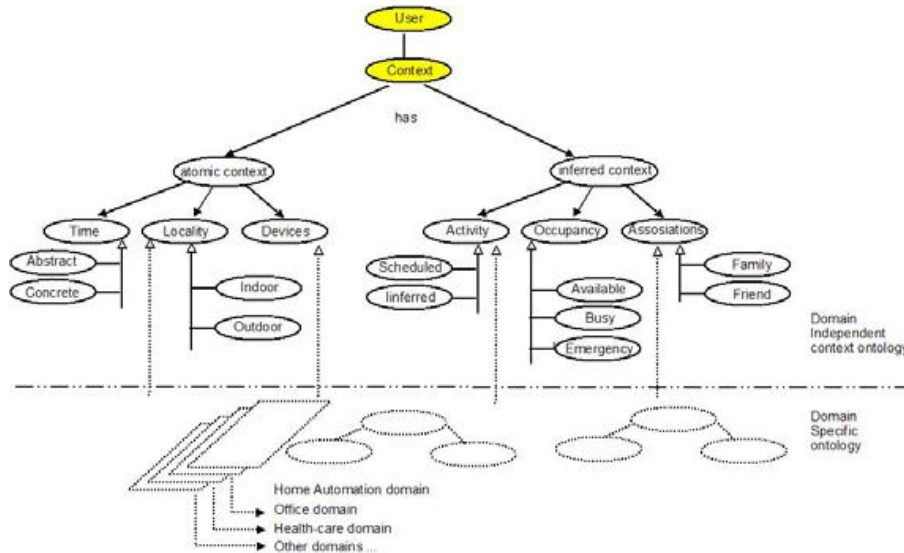 User
Context
has
atomic context
inferred context
Time
Locality
Devices
Activity
Occupancy
Assosiations
Abstract
Concrete
Indoor
Outdoor
Scheduled
Iinferred
Available
Busy
Emergency
Family
Friend
Domain
Independent
context ontology
Domain
Specific
ontology
Home Automation domain
Office domain
Health-care domain
Other domains ...